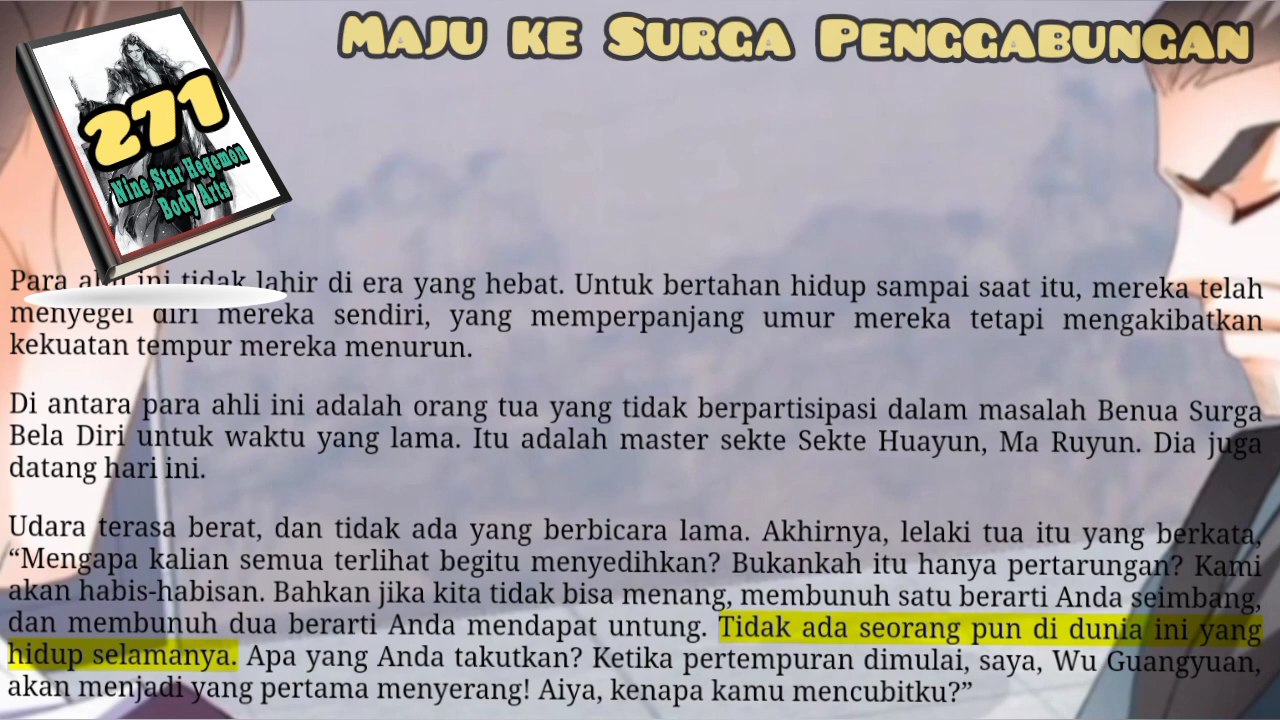 Maju ke Surga Penggabungan
271
Nine Star Hegemon
Body Arts
Para ahli ini tidak lahir di era yang hebat. Untuk bertahan hidup sampai saat itu, mereka telah
menyegel diri mereka sendiri, yang memperpanjang umur mereka tetapi mengakibatkan
kekuatan tempur mereka menurun.
Di antara para ahli ini adalah orang tua yang tidak berpartisipasi dalam masalah Benua Surga
Bela Diri untuk waktu yang lama. Itu adalah master sekte Sekte Huayun, Ma Ruyun. Dia juga
datang hari ini.
Udara terasa berat, dan tidak ada yang berbicara lama. Akhirnya, lelaki tua itu yang berkata,
“Mengapa kalian semua terlihat begitu menyedihkan? Bukankah itu hanya pertarungan? Kami
akan habis-habisan. Bahkan jika kita tidak bisa menang, membunuh satu berarti Anda seimbang,
dan membunuh dua berarti Anda mendapat untung. Tidak ada seorang pun di dunia ini yang
hidup selamanya. Apa yang Anda takutkan? Ketika pertempuran dimulai, saya, Wu Guangyuan,
akan menjadi yang pertama menyerang! Aiya, kenapa kamu mencubitku?”